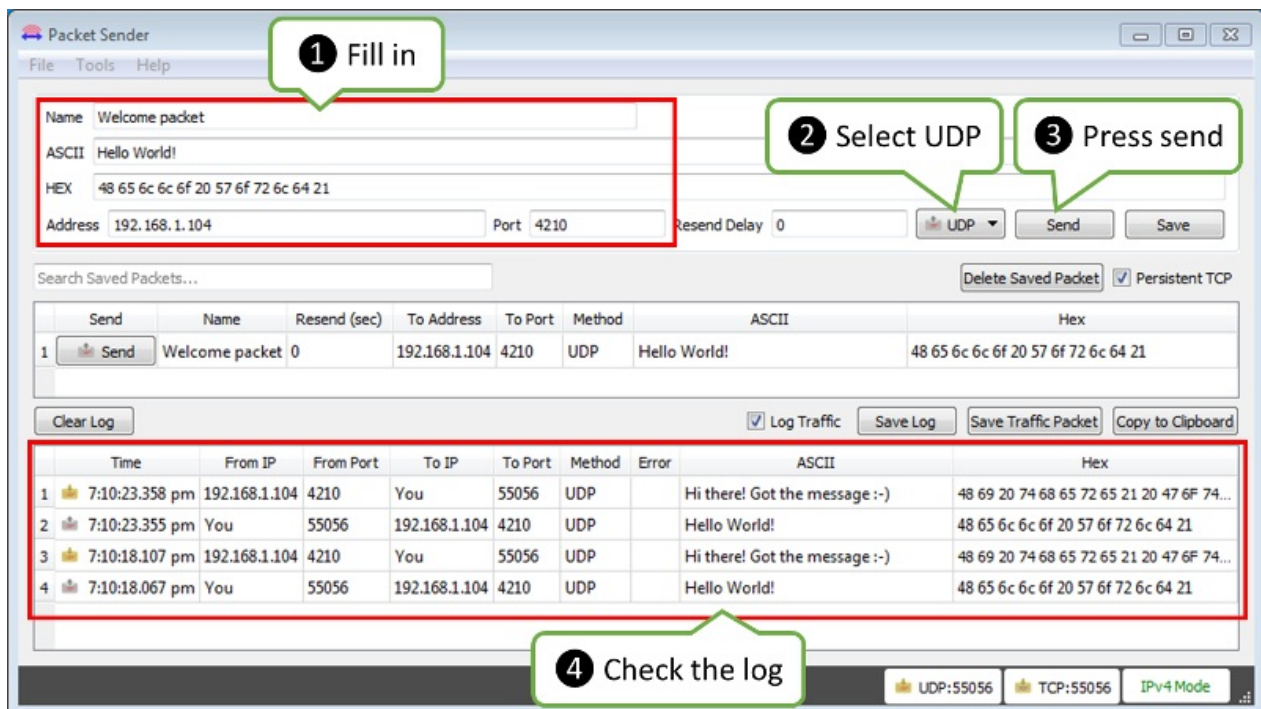 Packet Sender
❶ Fill in
File Tools Help
Name Welcome packet
ASCII Hello World!
❷ Select UDP
❸ Press send
HEX 48 65 6c 6c 6f 20 57 6f 72 6c 64 21
Address 192.168.1.104 Port 4210 Resend Delay 0 UDP Send Save
Search Saved Packets... Delete Saved Packet Persistent TCP
Send Name Resend (sec) To Address To Port Method ASCII Hex
1 Send Welcome packet 0 192.168.1.104 4210 UDP Hello World! 48 65 6c 6c 6f 20 57 6f 72 6c 64 21
Clear Log Log Traffic Save Log Save Traffic Packet Copy to Clipboard
Time From IP From Port To IP To Port Method Error ASCII Hex
1 7:10:23.358 pm 192.168.1.104 4210 You 55056 UDP Hi there! Got the message :-) 48 69 20 74 68 65 72 65 21 20 47 6F 74...
2 7:10:23.355 pm You 55056 192.168.1.104 4210 UDP Hello World! 48 65 6c 6c 6f 20 57 6f 72 6c 64 21
3 7:10:18.107 pm 192.168.1.104 4210 You 55056 UDP Hi there! Got the message :-) 48 69 20 74 68 65 72 65 21 20 47 6F 74...
4 7:10:18.067 pm You 55056 192.168.1.104 4210 UDP Hello World! 48 65 6c 6c 6f 20 57 6f 72 6c 64 21
❹ Check the log
UDP:55056 TCP:55056 IPv4 Mode